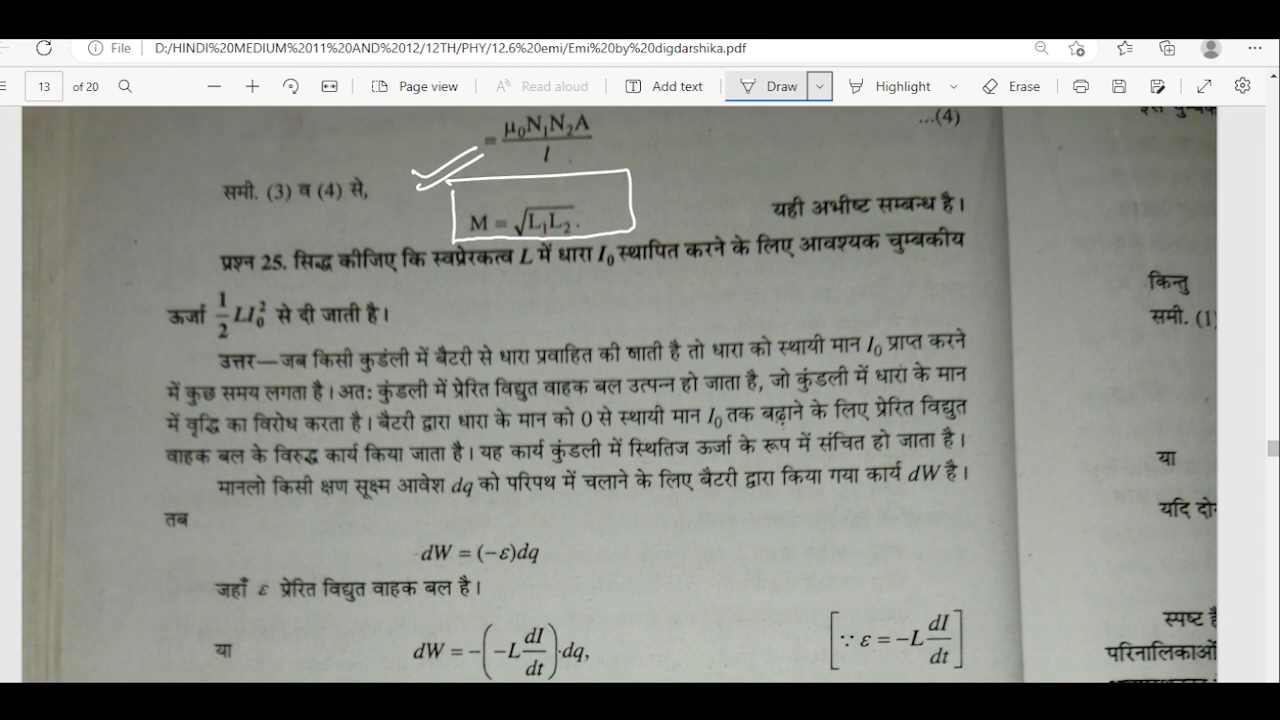 File D:/HINDI%20MEDIUM%2011%20AND%2012/12TH/PHY/12.6%20emi/Emi%20by%20digdarshika.pdf
13 of 20 Page view Read aloud Add text Draw Highlight Erase
= μ₀N₁N₂A / l ...(4)
समी. (3) व (4) से,
M = √L₁L₂. यही अभीष्ट सम्बन्ध है।
प्रश्न 25. सिद्ध कीजिए कि स्वप्रेरकत्व L में धारा I₀ स्थापित करने के लिए आवश्यक चुम्बकीय
ऊर्जा 1/2 LI₀² से दी जाती है।
उत्तर—जब किसी कुडंली में बैटरी से धारा प्रवाहित की जाती है तो धारा को स्थायी मान I₀ प्राप्त करने
में कुछ समय लगता है। अतः कुंडली में प्रेरित विद्युत वाहक बल उत्पन्न हो जाता है, जो कुंडली में धारा के मान
में वृद्धि का विरोध करता है। बैटरी द्वारा धारा के मान को 0 से स्थायी मान I₀ तक बढ़ाने के लिए प्रेरित विद्युत
वाहक बल के विरुद्ध कार्य किया जाता है। यह कार्य कुंडली में स्थितिज ऊर्जा के रूप में संचित हो जाता है।
मानलो किसी क्षण सूक्ष्म आवेश dq को परिपथ में चलाने के लिए बैटरी द्वारा किया गया कार्य dW है।
तब
dW = (−ε)dq
जहाँ ε प्रेरित विद्युत वाहक बल है।
या dW = −(−L dI/dt)·dq, [∵ ε = −L dI/dt]
किन्तु
समी. (1)
या
यदि दोन
स्पष्ट है
परिनालिकाओं